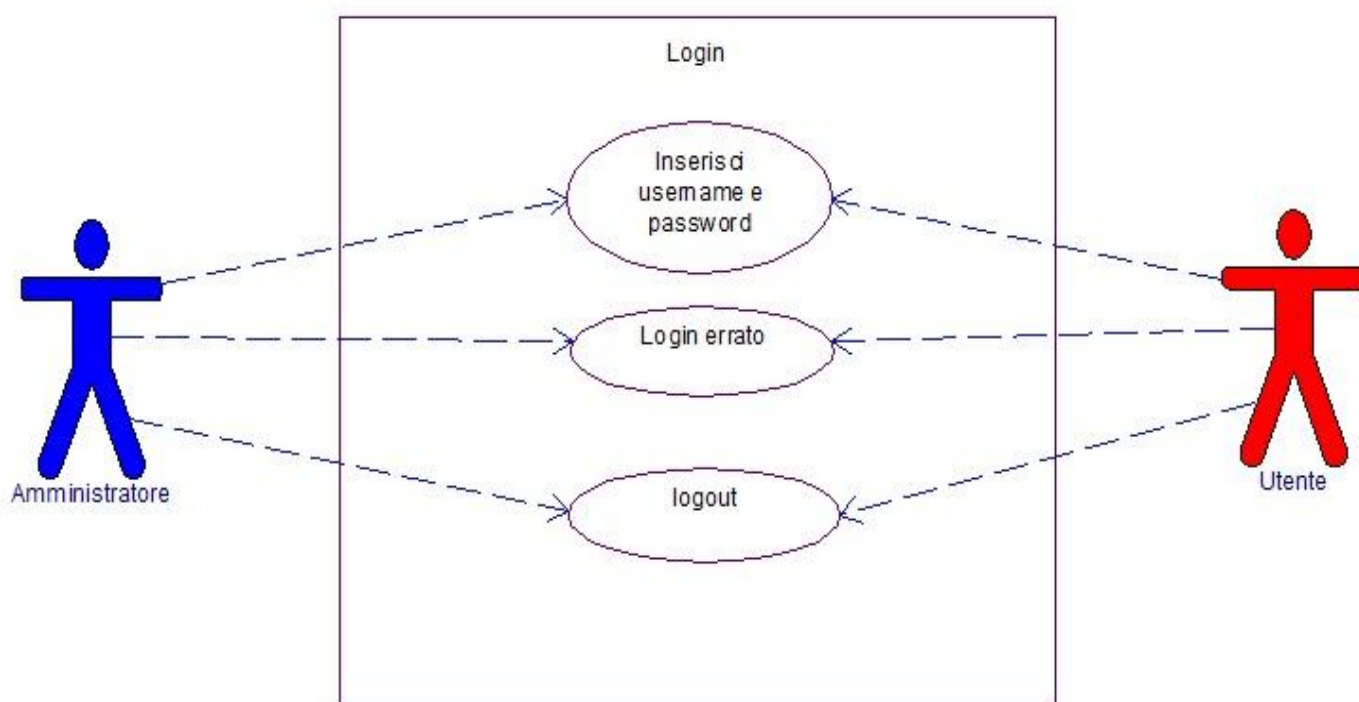 Login
Inserisci
username e
password
Login errato
logout
Amministratore
Utente